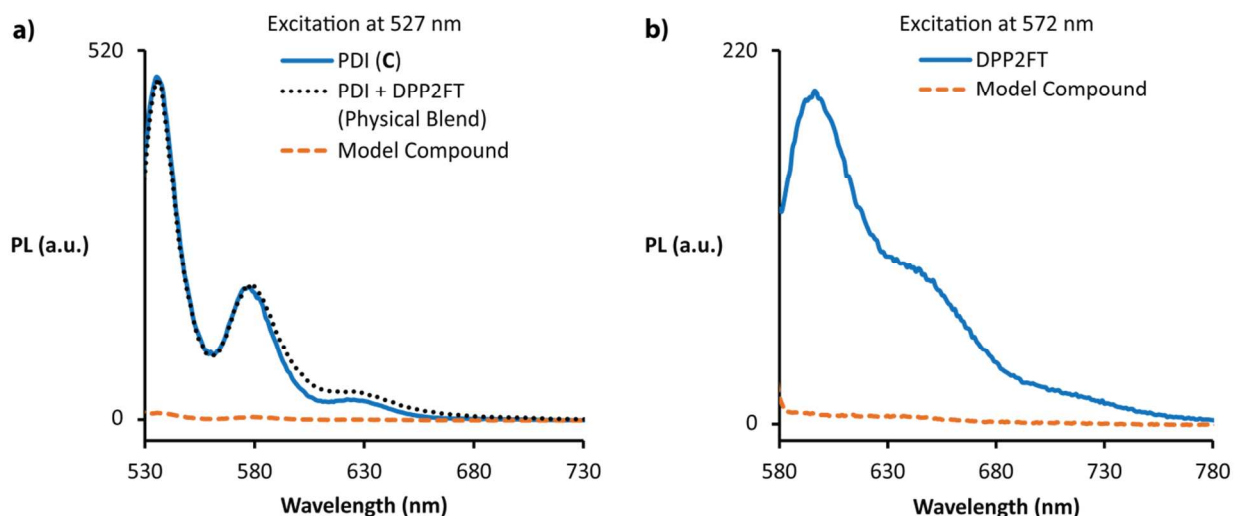 a)
Excitation at 527 nm
520
PDI (C)
PDI + DPP2FT
(Physical Blend)
Model Compound
PL (a.u.)
0
530 580 630 680 730
Wavelength (nm)
b)
Excitation at 572 nm
220
DPP2FT
Model Compound
PL (a.u.)
0
580 630 680 730 780
Wavelength (nm)